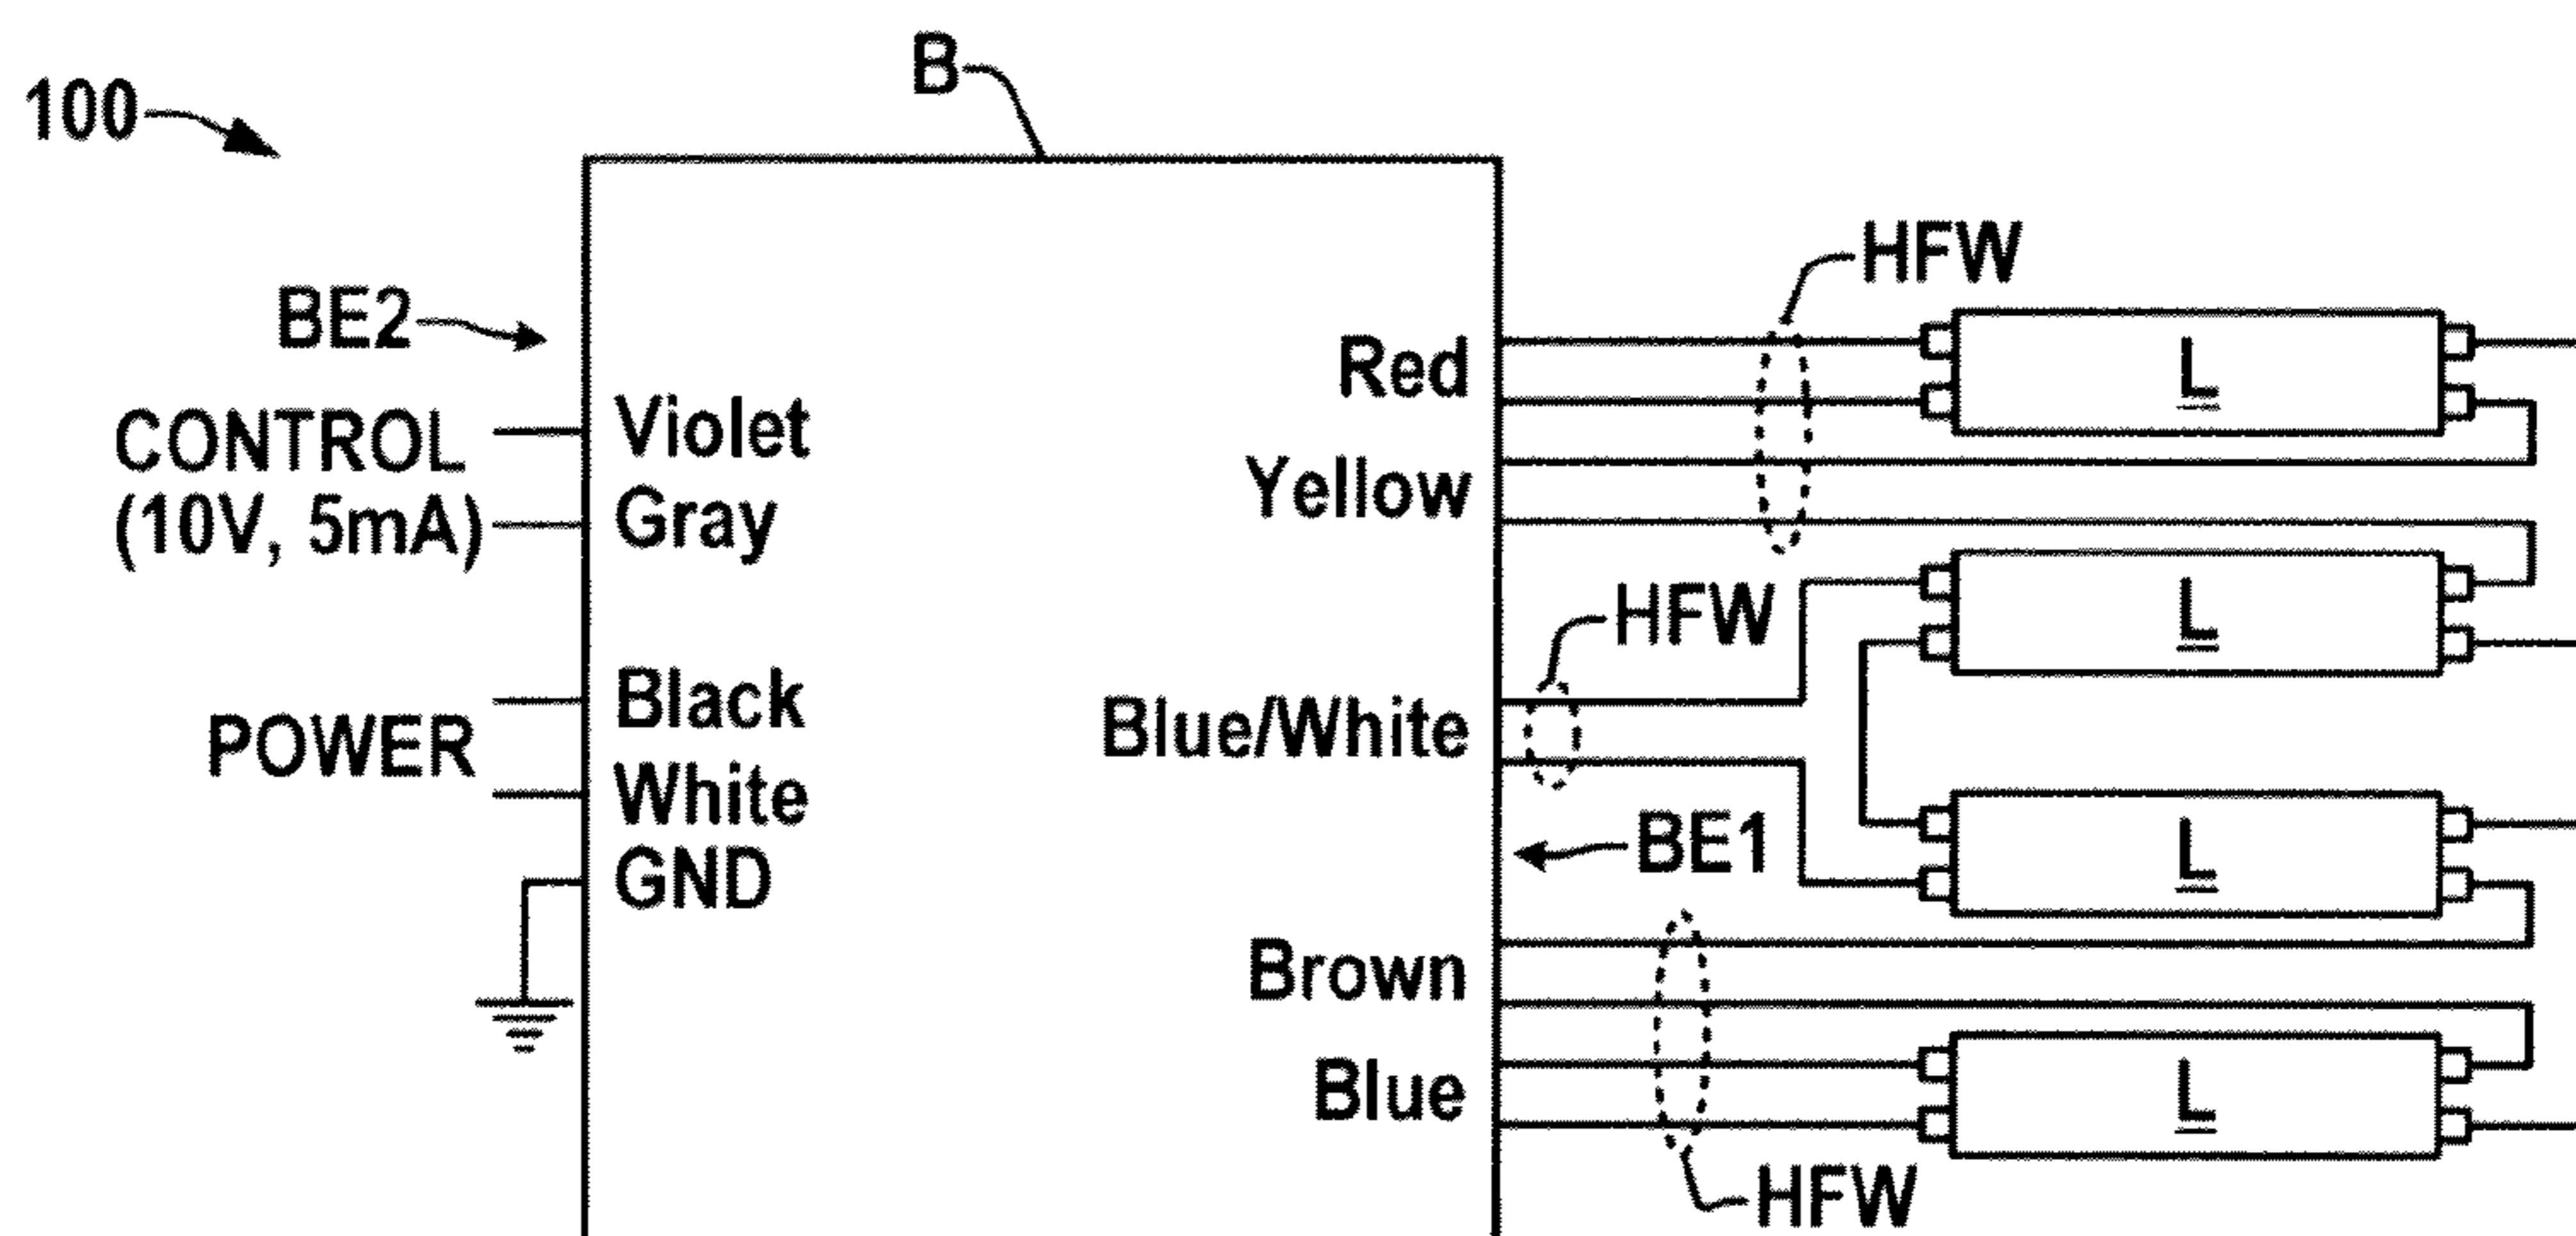 100
B
BE2
CONTROL
(10V, 5mA)
Violet
Gray
POWER
Black
White
GND
Red
Yellow
Blue/White
Brown
Blue
HFW
HFW
BE1
HFW
L
L
L
L